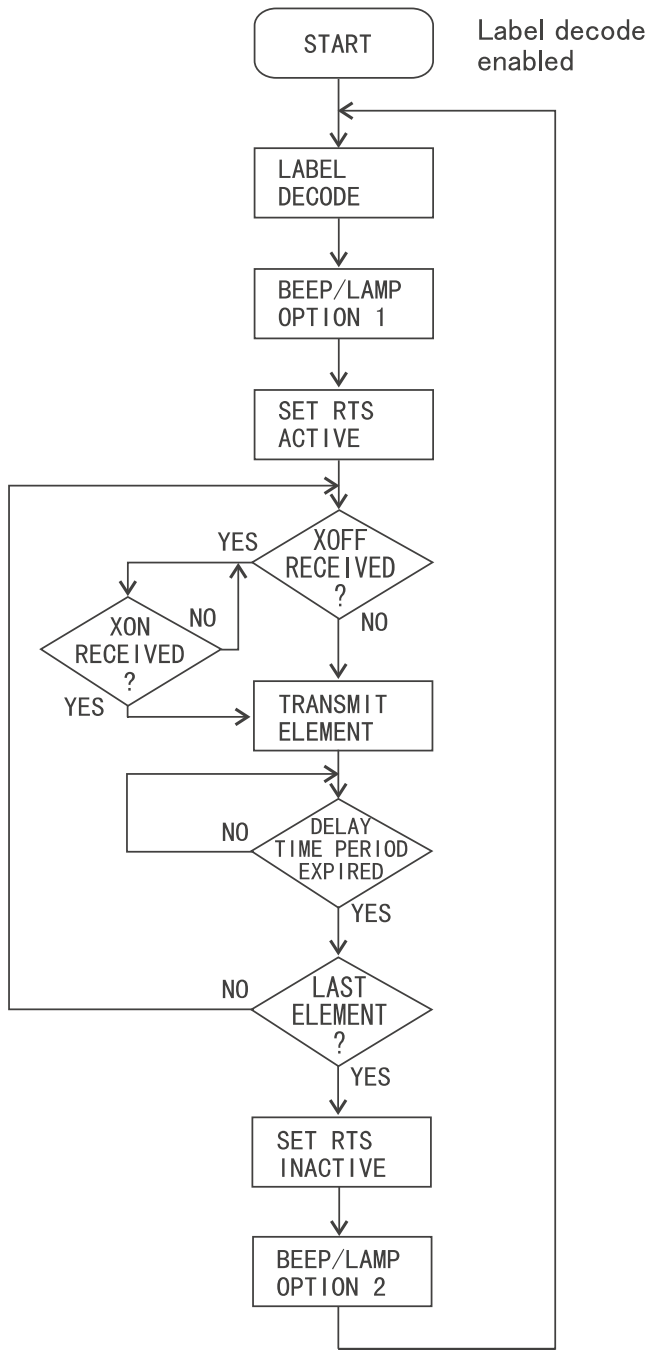 START
Label decode
enabled
LABEL
DECODE
BEEP/LAMP
OPTION 1
SET RTS
ACTIVE
YES
XOFF
RECEIVED
?
NO
XON
RECEIVED
?
NO
YES
TRANSMIT
ELEMENT
NO
DELAY
TIME PERIOD
EXPIRED
YES
NO
LAST
ELEMENT
?
YES
SET RTS
INACTIVE
BEEP/LAMP
OPTION 2